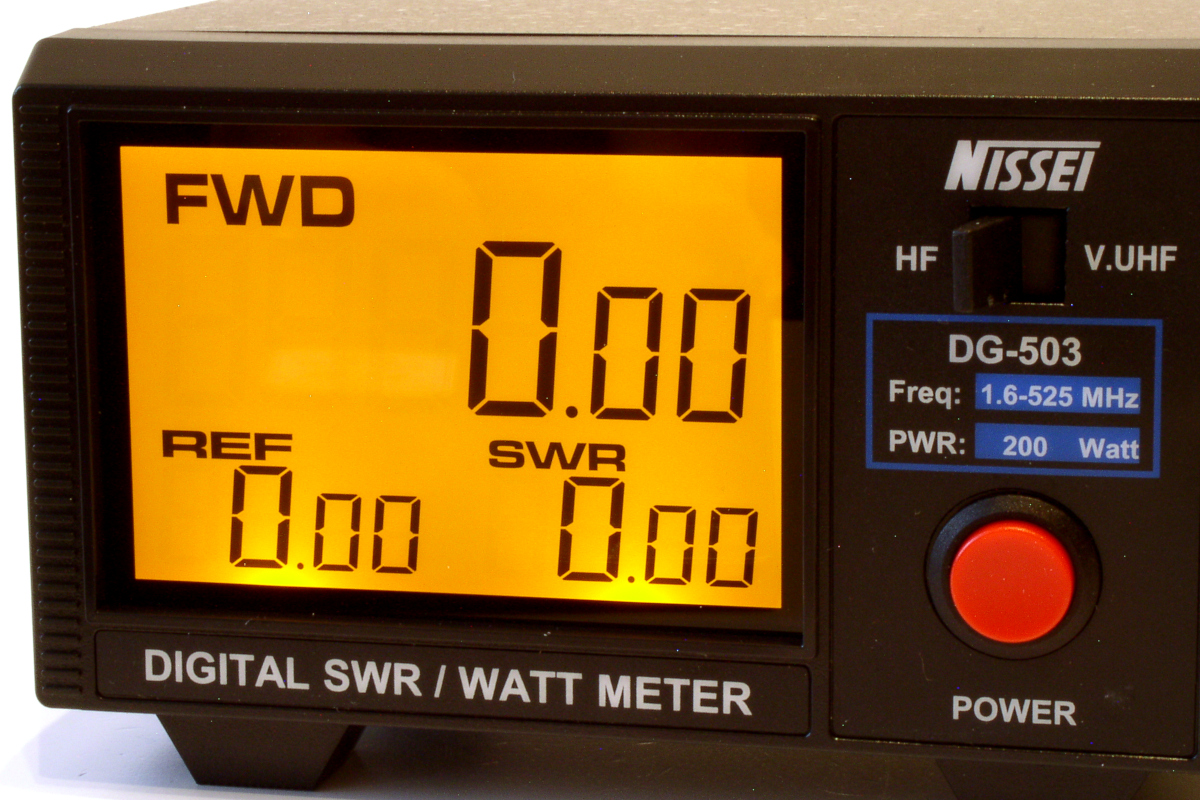 FWD
0.00
REF
0.00
SWR
0.00
DIGITAL SWR / WATT METER
NISSEI
HF V.UHF
DG-503
Freq: 1.6-525 MHz
PWR: 200 Watt
POWER